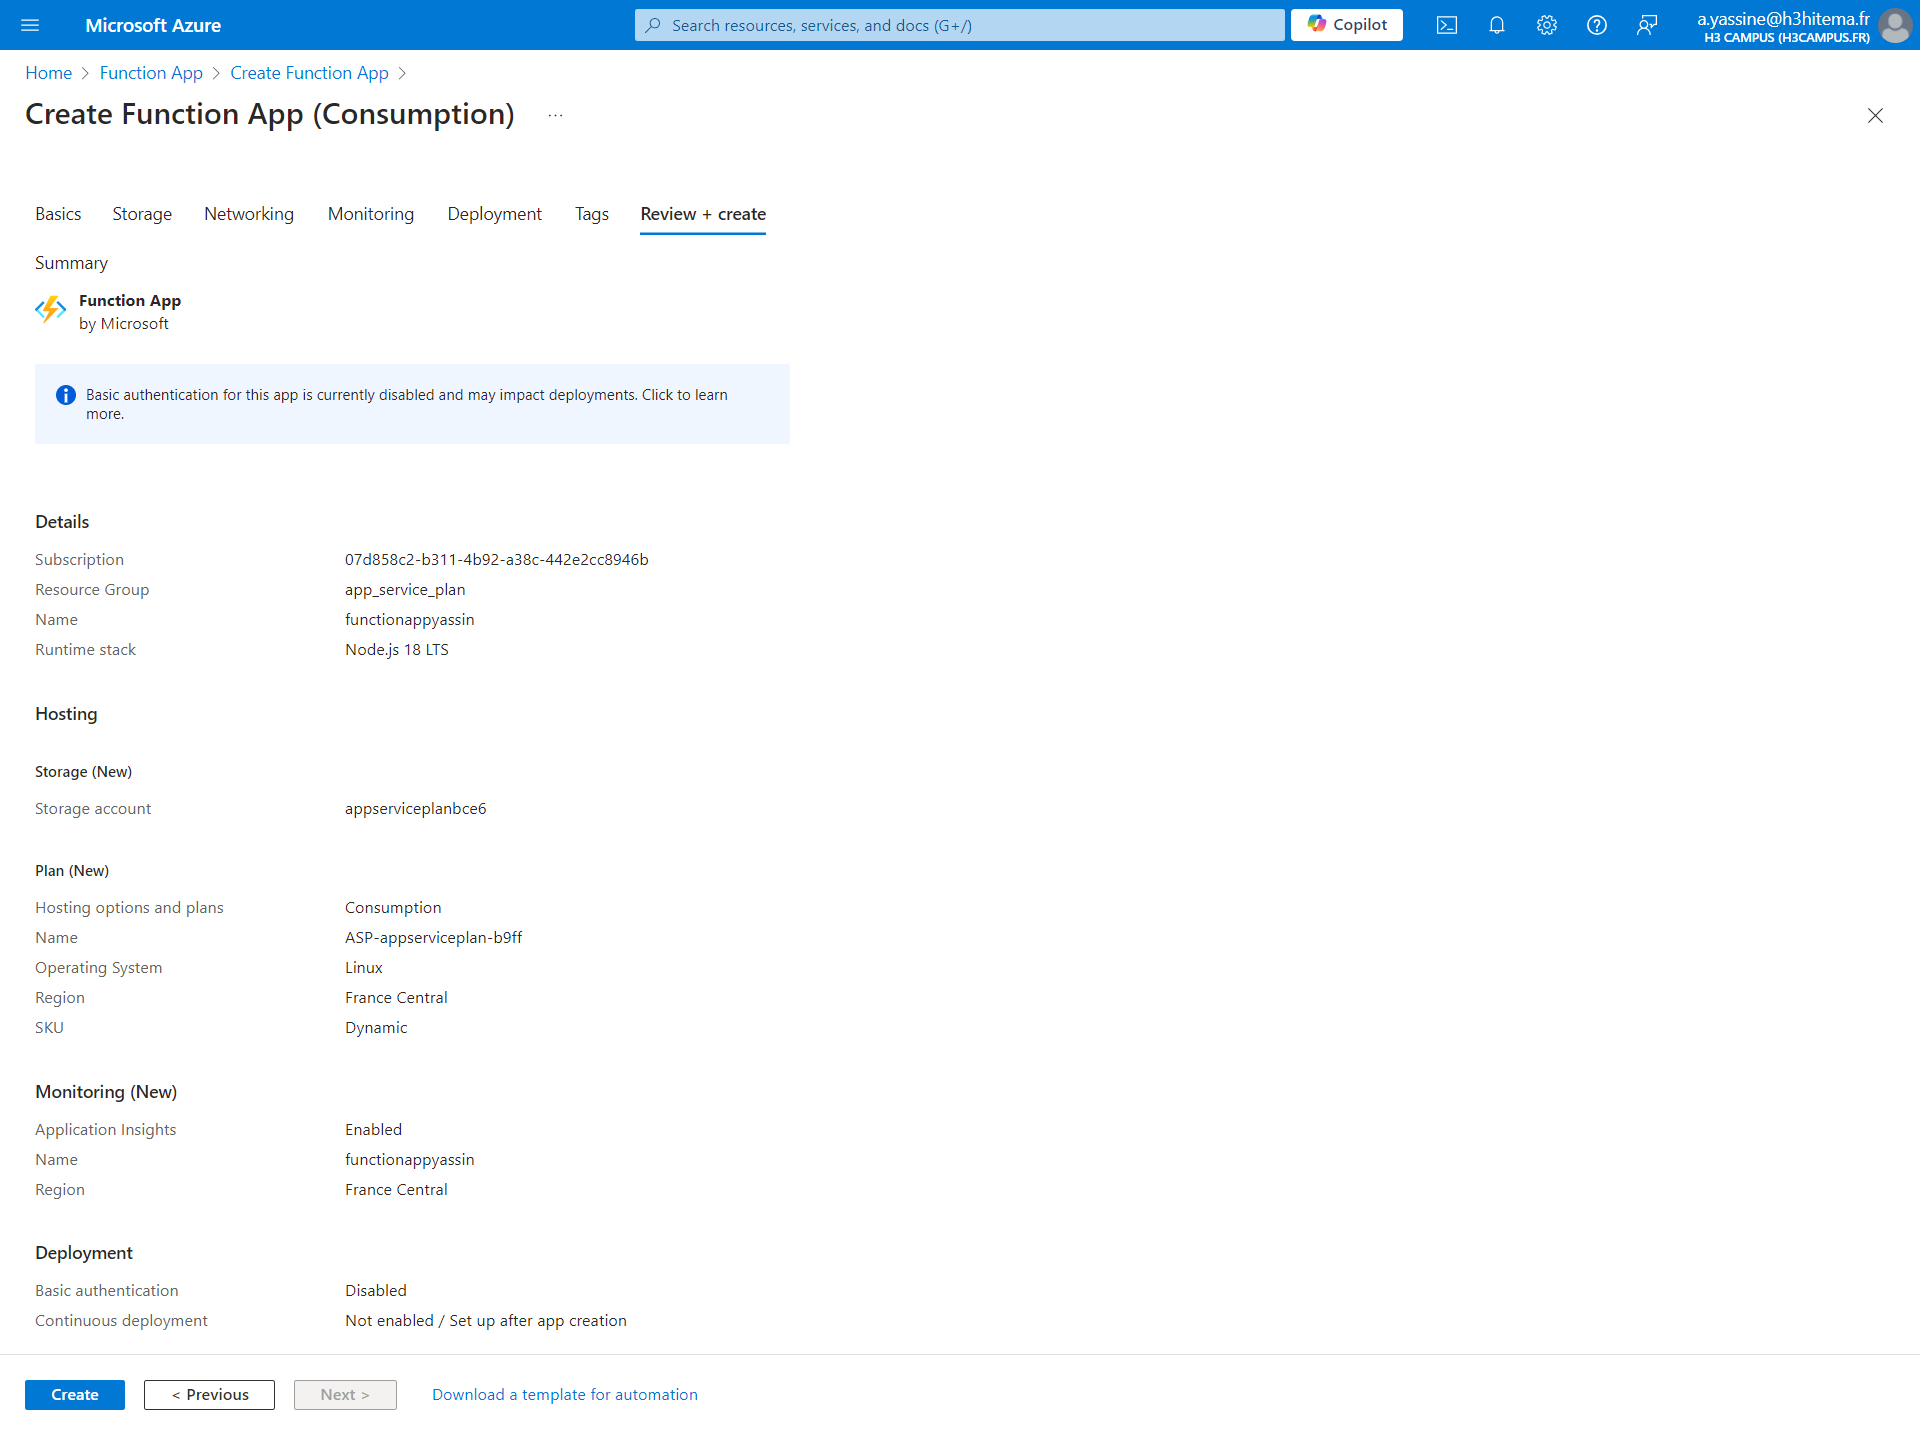 Microsoft Azure
Search resources, services, and docs (G+/)
Copilot
a.yassine@h3hitema.fr
H3 CAMPUS (H3CAMPUS.FR)
Home > Function App > Create Function App >
Create Function App (Consumption) ...
Basics Storage Networking Monitoring Deployment Tags Review + create
Summary
Function App
by Microsoft
Basic authentication for this app is currently disabled and may impact deployments. Click to learn
more.
Details
Subscription 07d858c2-b311-4b92-a38c-442e2cc8946b
Resource Group app_service_plan
Name functionappyassin
Runtime stack Node.js 18 LTS
Hosting
Storage (New)
Storage account appserviceplanbce6
Plan (New)
Hosting options and plans Consumption
Name ASP-appserviceplan-b9ff
Operating System Linux
Region France Central
SKU Dynamic
Monitoring (New)
Application Insights Enabled
Name functionappyassin
Region France Central
Deployment
Basic authentication Disabled
Continuous deployment Not enabled / Set up after app creation
Create < Previous Next > Download a template for automation